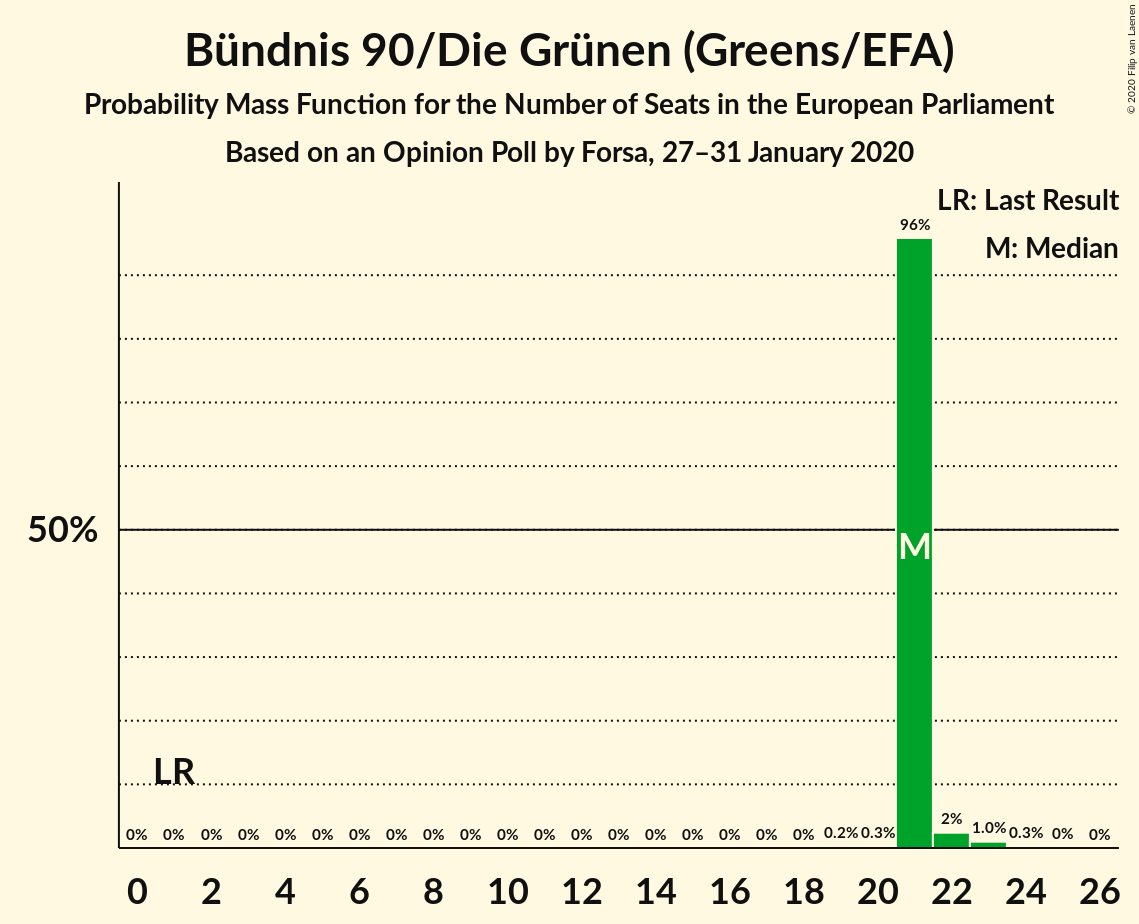 Bündnis 90/Die Grünen (Greens/EFA)
Probability Mass Function for the Number of Seats in the European Parliament
Based on an Opinion Poll by Forsa, 27–31 January 2020
© 2020 Filip van Laenen
LR: Last Result
M: Median
96%
50%
M
LR
0% 0% 0% 0% 0% 0% 0% 0% 0% 0% 0% 0% 0% 0% 0% 0% 0% 0% 0% 0.2% 0.3% 2% 1.0% 0.3% 0% 0%
0 2 4 6 8 10 12 14 16 18 20 22 24 26